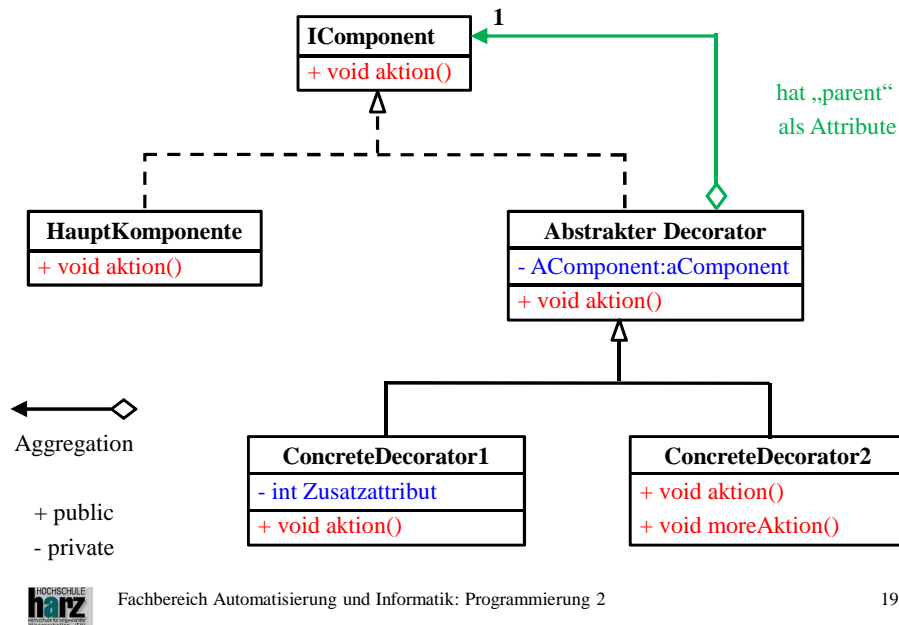 1
IComponent
+ void aktion()
hat „parent“
als Attribute
HauptKomponente
+ void aktion()
Abstrakter Decorator
- AComponent:aComponent
+ void aktion()
Aggregation
ConcreteDecorator1
- int Zusatzattribut
+ void aktion()
ConcreteDecorator2
+ void aktion()
+ void moreAktion()
+ public
- private
HOCHSCHULE
harz
Fachbereich Automatisierung und Informatik: Programmierung 2
19